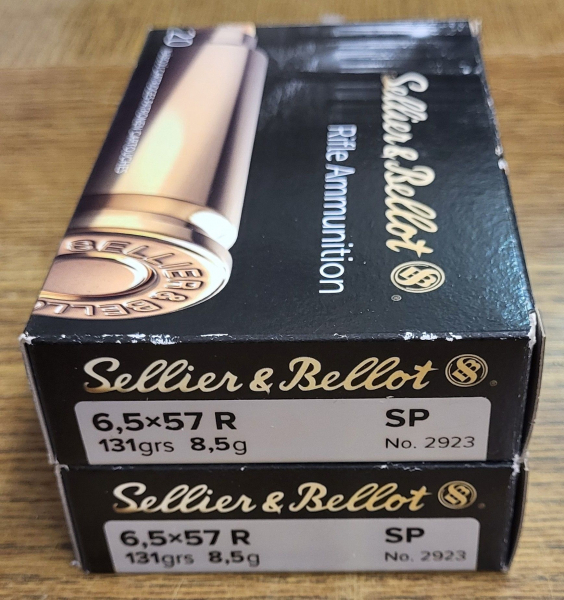 20
Sellier & Bellot
Rifle Ammunition
SELLIER & BELLO
Sellier & Bellot
6,5×57 R SP
131grs 8,5g No. 2923
Sellier & Bellot
6,5×57 R SP
131grs 8,5g No. 2923